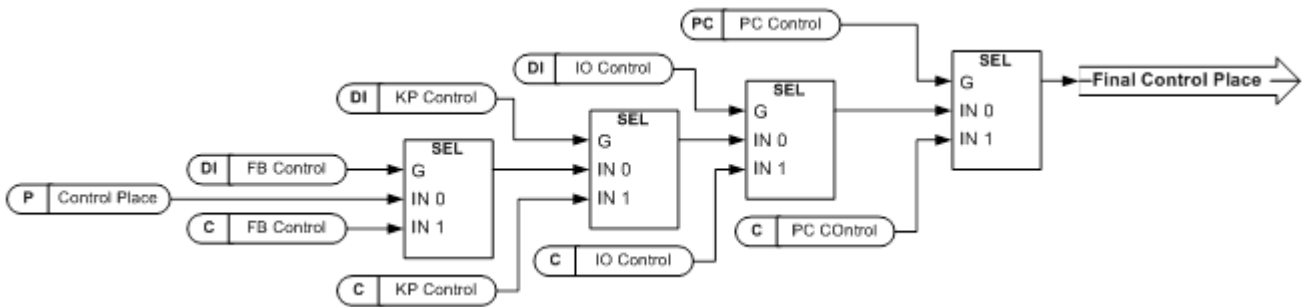 PC PC Control
SEL
DI IO Control
G
Final Control Place
SEL
DI KP Control
G
IN 0
SEL
IN 0
IN 1
G
SEL
IN 1
DI FB Control
G
IN 0
P Control Place
IN 0
IN 1
C FB Control
IN 1
C PC COntrol
C IO Control
C KP Control